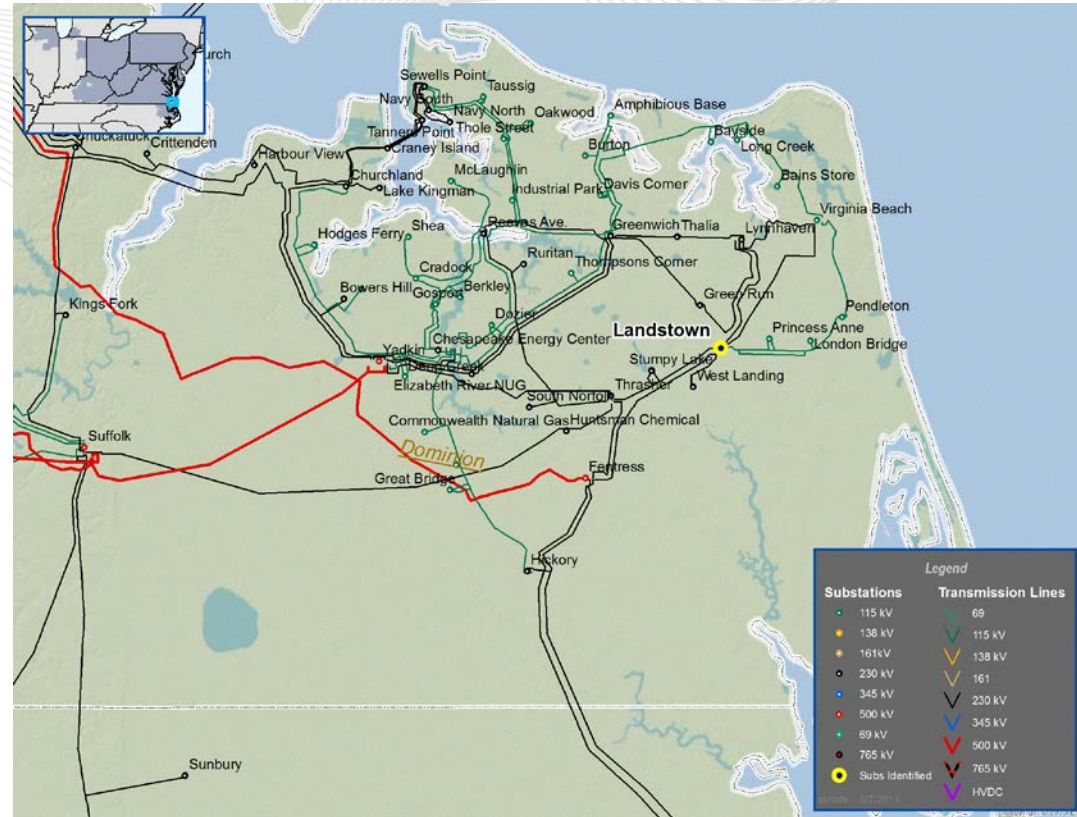 urch
Sewells Point
Taussig
Navy South
Navy North
Oakwood
Amphibious Base
Tanners Point
Thole Street
huckatuck
Crittenden
Craney Island
Burton
Bayside
Long Creek
Harbour View
Churchland
McLaughlin
Bains Store
Lake Kingman
Industrial Park
Davis Corner
Virginia Beach
Hodges Ferry
Shea
Reeves Ave.
Greenwich
Thalia
Lynnhaven
Ruritan
Thompsons Corner
Cradock
Berkley
Bowers Hill
Gosport
Green Run
Kings Fork
Dozier
Pendleton
Landstown
Princess Anne
Chesapeake Energy Center
London Bridge
Yadkin
Deep Creek
Stumpy Lake
West Landing
Elizabeth River NUG
Thrasher
South Norfolk
Commonwealth Natural Gas
Huntsman Chemical
Suffolk
Dominion
Great Bridge
Fentress
Hickory
Sunbury
Legend
Substations
115 kV
138 kV
161kV
230 kV
345 kV
500 kV
69 kV
765 kV
Subs Identified
Transmission Lines
69
115 kV
138 kV
161
230 kV
345 kV
500 kV
765 kV
HVDC